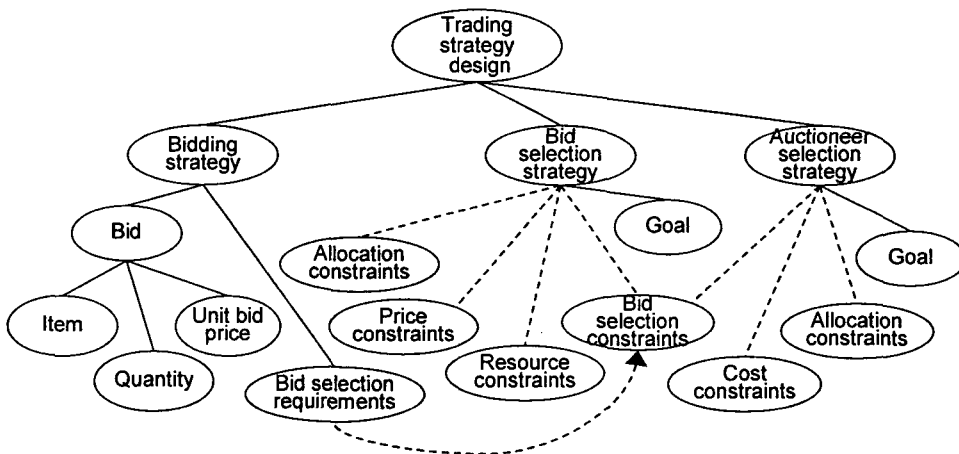 Trading
strategy
design
Bidding
strategy
Bid
selection
strategy
Auctioneer
selection
strategy
Bid
Goal
Goal
Allocation
constraints
Item
Unit bid
price
Price
constraints
Bid
selection
constraints
Allocation
constraints
Quantity
Bid selection
requirements
Resource
constraints
Cost
constraints